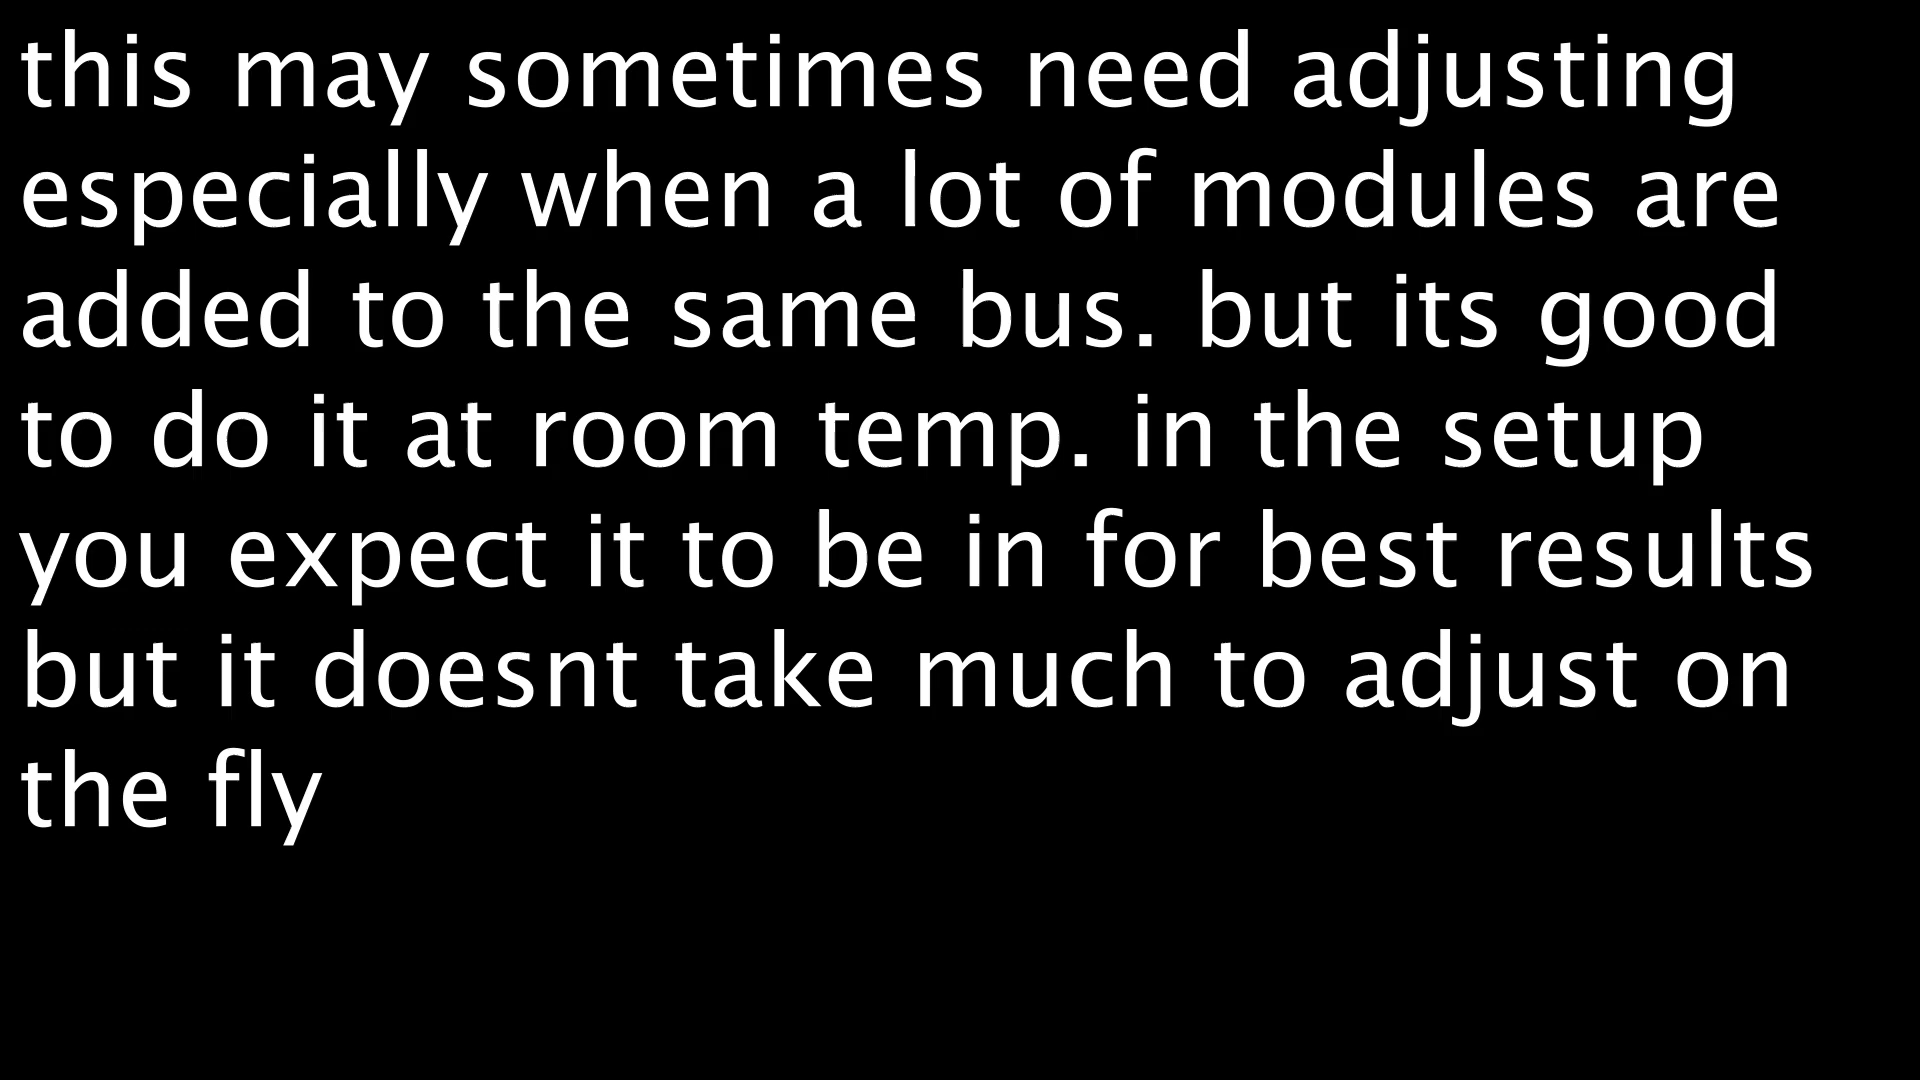 this may sometimes need adjusting
especially when a lot of modules are
added to the same bus. but its good
to do it at room temp. in the setup
you expect it to be in for best results
but it doesnt take much to adjust on
the fly